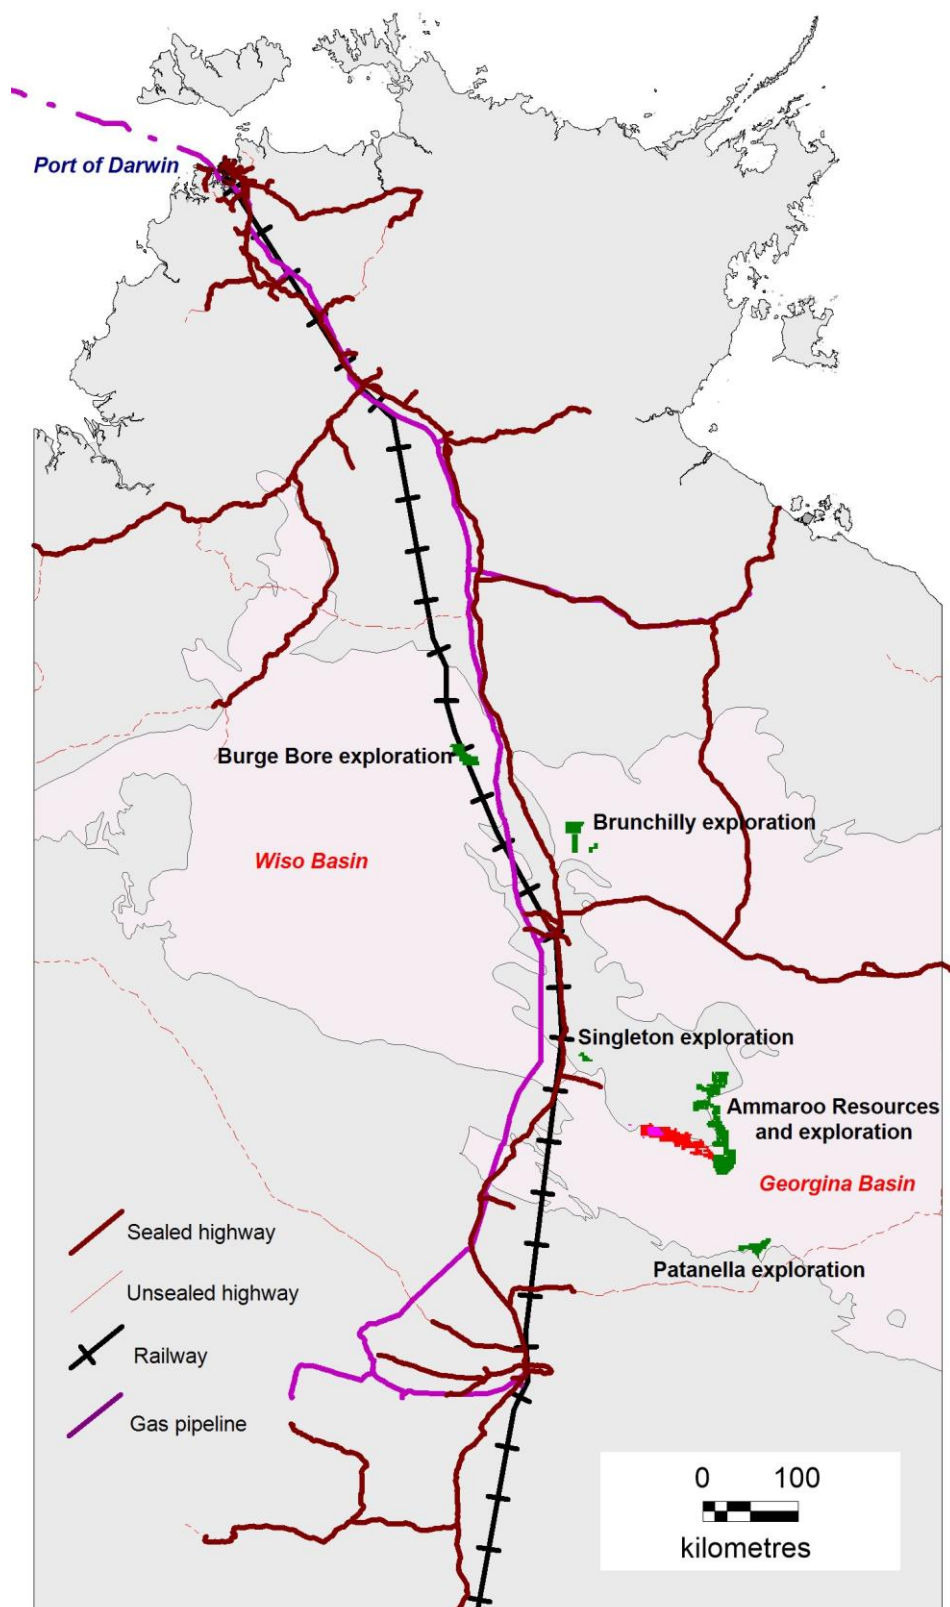 Port of Darwin
Burge Bore exploration
Brunchilly exploration
Wiso Basin
Singleton exploration
Ammaroo Resources
and exploration
Georgina Basin
Patanella exploration
Sealed highway
Unsealed highway
Railway
Gas pipeline
0 100
kilometres